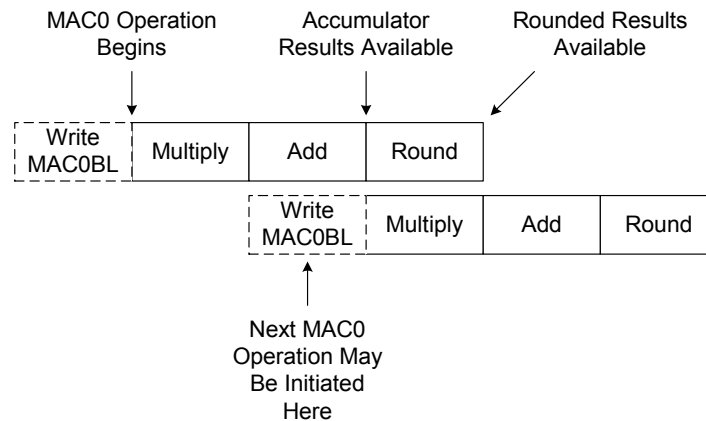 MAC0 Operation
Begins
Accumulator
Results Available
Rounded Results
Available
Write
MAC0BL
Multiply
Add
Round
Write
MAC0BL
Multiply
Add
Round
Next MAC0
Operation May
Be Initiated
Here